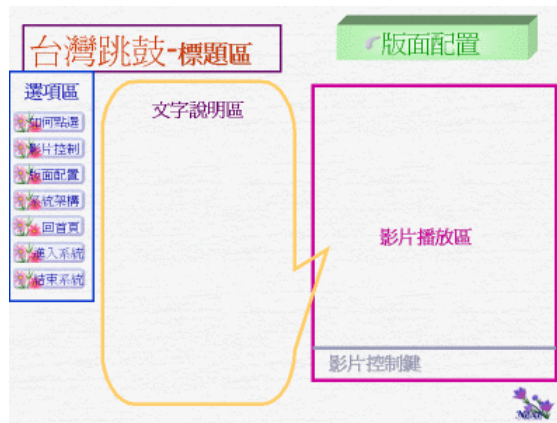 台灣跳鼓-標題區
版面配置
選項區
如何點選
影片控制
版面配置
系統架構
回首頁
進入系統
結束系統
文字說明區
影片播放區
影片控制鍵
NEXT